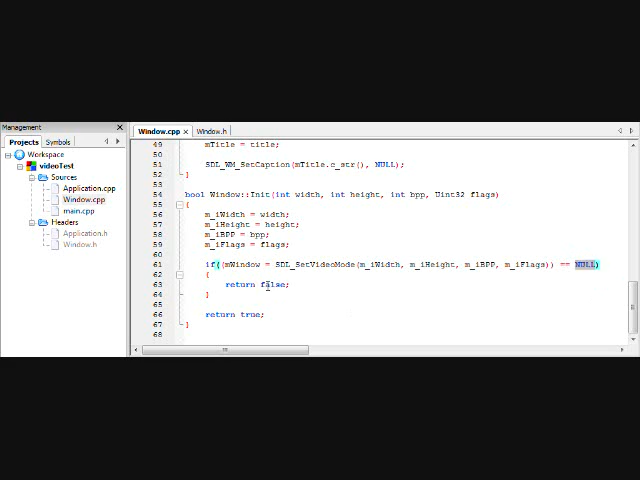 Management
Projects
Symbols
Workspace
videoTest
Sources
Application.cpp
Window.cpp
main.cpp
Headers
Application.h
Window.h
Window.cpp
Window.h
49 mTitle = title;
50
51 SDL_WM_SetCaption(mTitle.c_str(), NULL);
52 }
53
54 bool Window::Init(int width, int height, int bpp, Uint32 flags)
55 {
56 m_iWidth = width;
57 m_iHeight = height;
58 m_iBPP = bpp;
59 m_iFlags = flags;
60
61 if((mWindow = SDL_SetVideoMode(m_iWidth, m_iHeight, m_iBPP, m_iFlags)) == NULL)
62 {
63 return false;
64 }
65
66 return true;
67 }
68